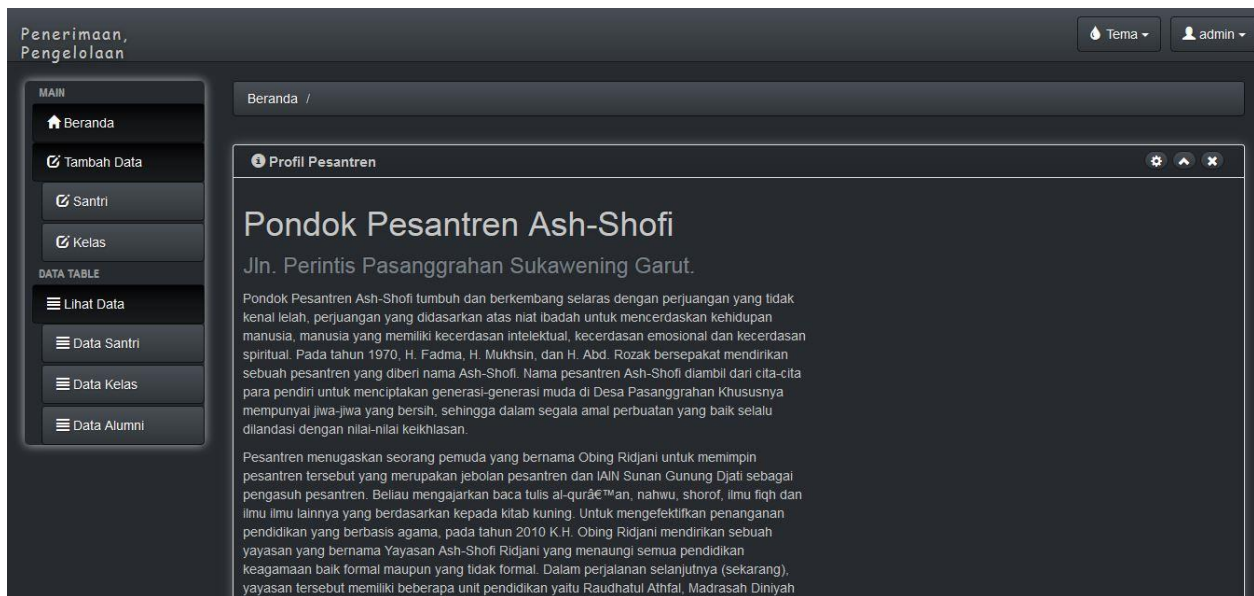 Penerimaan,
Pengelolaan
Tema
admin
MAIN
Beranda
Tambah Data
Santri
Kelas
DATA TABLE
Lihat Data
Data Santri
Data Kelas
Data Alumni
Beranda /
Profil Pesantren
Pondok Pesantren Ash-Shofi
Jln. Perintis Pasanggrahan Sukawening Garut.
Pondok Pesantren Ash-Shofi tumbuh dan berkembang selaras dengan perjuangan yang tidak
kenal lelah, perjuangan yang didasarkan atas niat ibadah untuk mencerdaskan kehidupan
manusia, manusia yang memiliki kecerdasan intelektual, kecerdasan emosional dan kecerdasan
spiritual. Pada tahun 1970, H. Fadma, H. Mukhsin, dan H. Abd. Rozak bersepakat mendirikan
sebuah pesantren yang diberi nama Ash-Shofi. Nama pesantren Ash-Shofi diambil dari cita-cita
para pendiri untuk menciptakan generasi-generasi muda di Desa Pasanggrahan Khususnya
mempunyai jiwa-jiwa yang bersih, sehingga dalam segala amal perbuatan yang baik selalu
dilandasi dengan nilai-nilai keikhlasan.
Pesantren menugaskan seorang pemuda yang bernama Obing Ridjani untuk memimpin
pesantren tersebut yang merupakan jebolan pesantren dan IAIN Sunan Gunung Djati sebagai
pengasuh pesantren. Beliau mengajarkan baca tulis al-qurâ€™an, nahwu, shorof, ilmu fiqh dan
ilmu ilmu lainnya yang berdasarkan kepada kitab kuning. Untuk mengefektifkan penanganan
pendidikan yang berbasis agama, pada tahun 2010 K.H. Obing Ridjani mendirikan sebuah
yayasan yang bernama Yayasan Ash-Shofi Ridjani yang menaungi semua pendidikan
keagamaan baik formal maupun yang tidak formal. Dalam perjalanan selanjutnya (sekarang),
yayasan tersebut memiliki beberapa unit pendidikan yaitu Raudhatul Athfal, Madrasah Diniyah